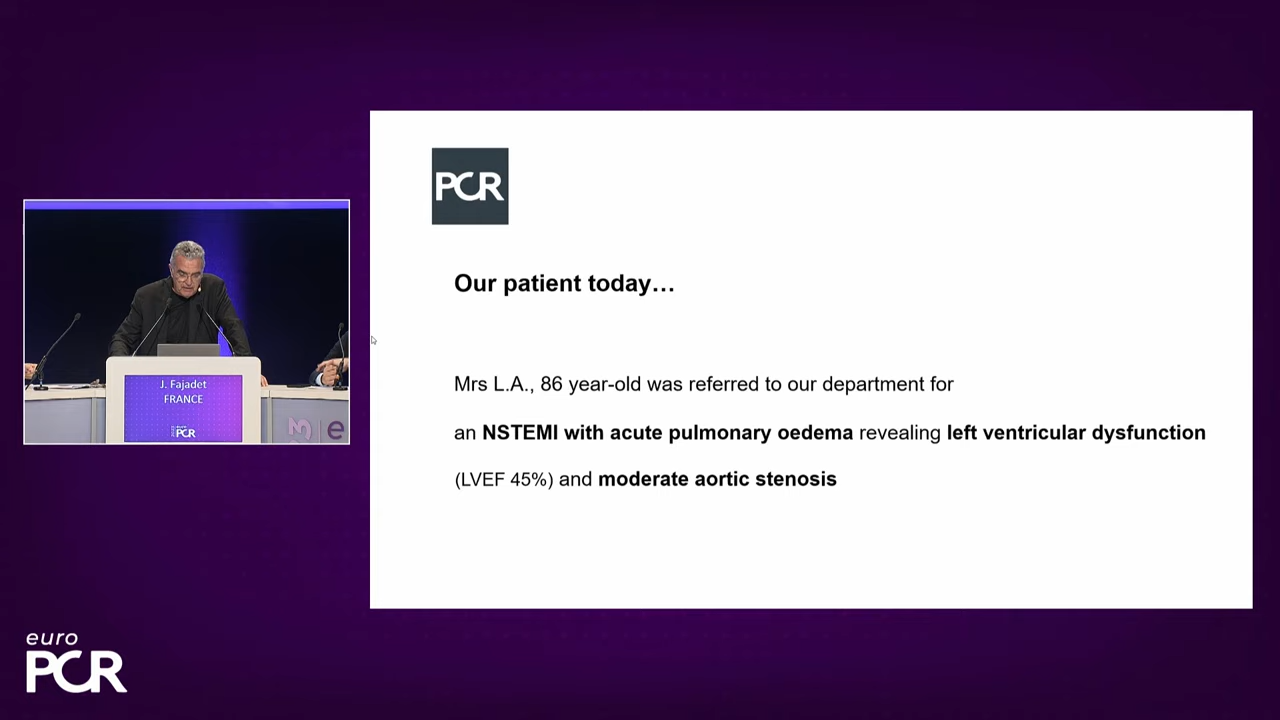 PCR
Our patient today…
Mrs L.A., 86 year-old was referred to our department for
an NSTEMI with acute pulmonary oedema revealing left ventricular dysfunction
(LVEF 45%) and moderate aortic stenosis
J. Fajadet
FRANCE
PCR
e
euro
PCR